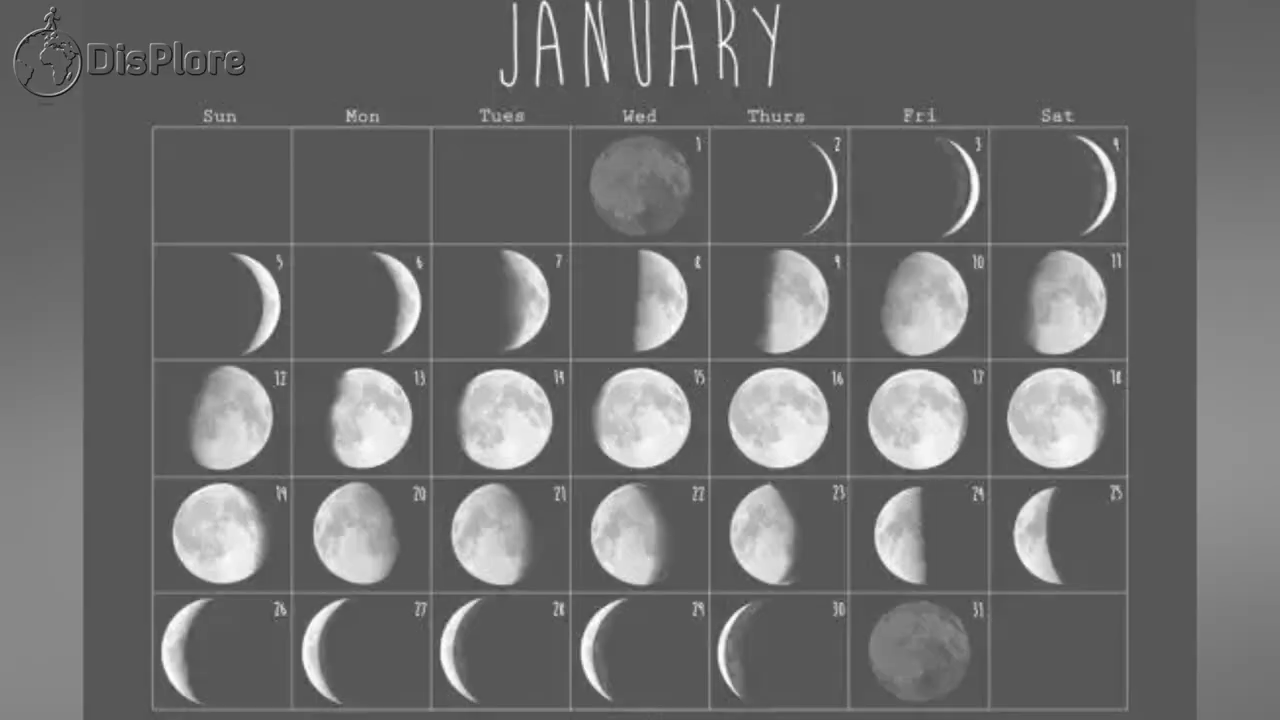 DisPlore
JANUARY
Sun Mon Tues Wed Thurs Fri Sat
1 2 3 4
5 6 7 8 9 10 11
12 13 14 15 16 17 18
19 20 21 22 23 24 25
26 27 28 29 30 31